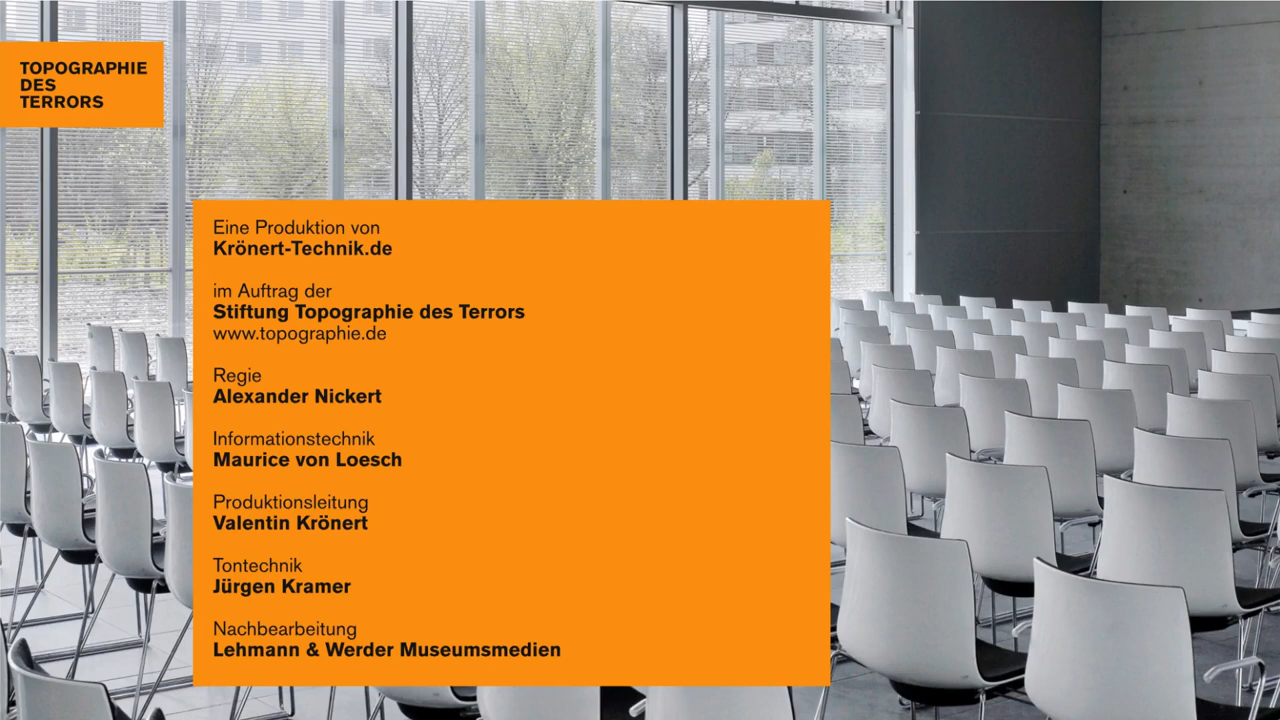 TOPOGRAPHIE
DES
TERRORS
Eine Produktion von
Krönert-Technik.de
im Auftrag der
Stiftung Topographie des Terrors
www.topographie.de
Regie
Alexander Nickert
Informationstechnik
Maurice von Loesch
Produktionsleitung
Valentin Krönert
Tontechnik
Jürgen Kramer
Nachbearbeitung
Lehmann & Werder Museumsmedien